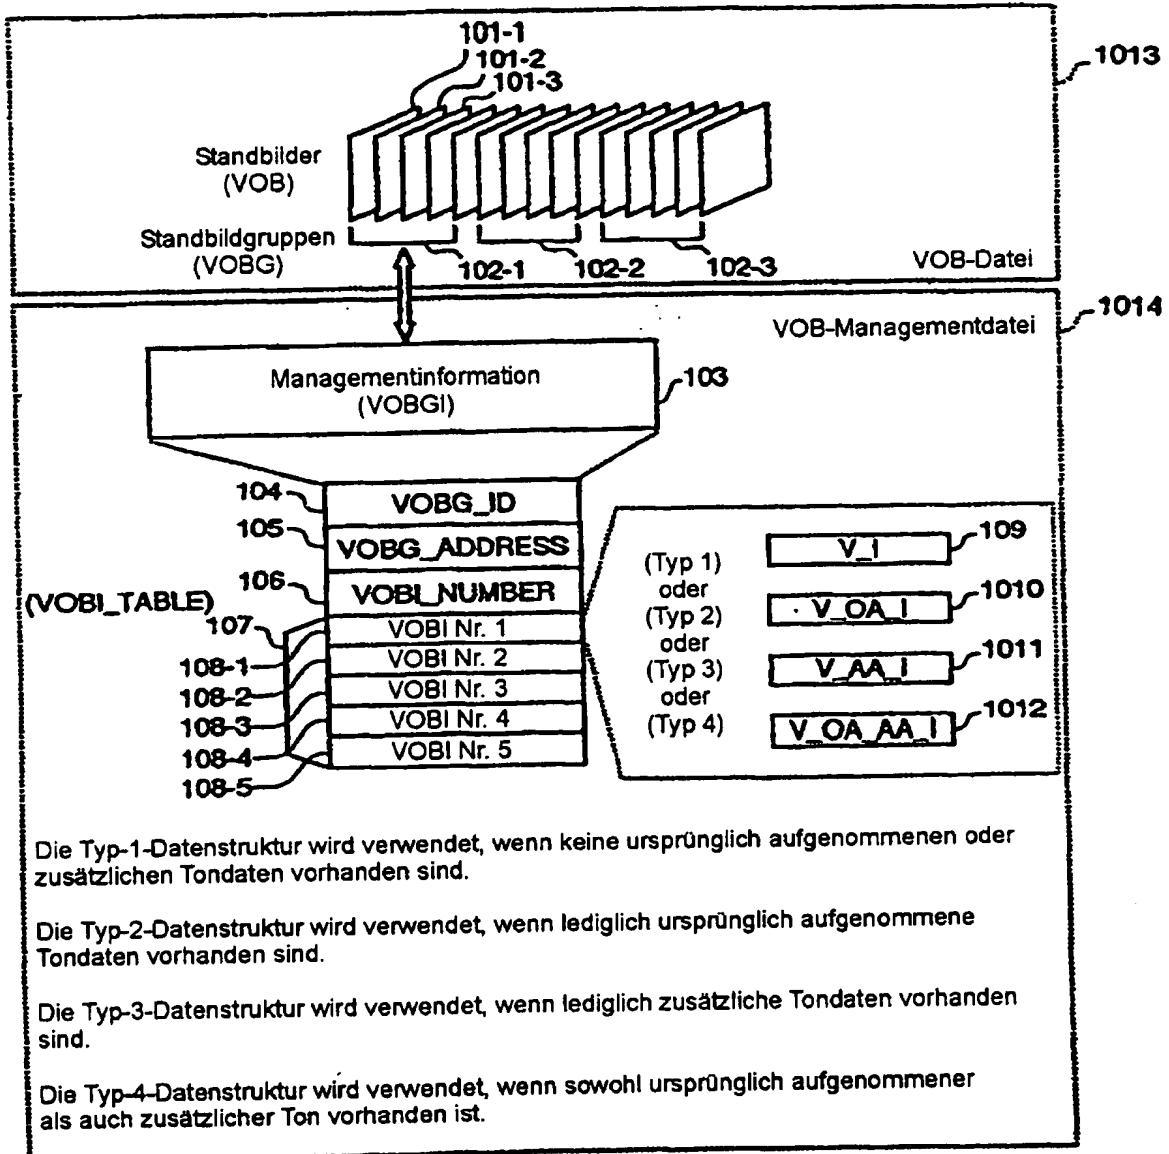 101-1
101-2
101-3
1013
Standbilder
(VOB)
Standbildgruppen
(VOBG)
102-1
102-2
102-3
VOB-Datei
1014
VOB-Managementdatei
Managementinformation
(VOBGI)
103
104
VOBG_ID
105
VOBG_ADDRESS
106
VOBI_NUMBER
(VOBI_TABLE)
107
VOBI Nr. 1
108-1
VOBI Nr. 2
108-2
VOBI Nr. 3
108-3
VOBI Nr. 4
108-4
VOBI Nr. 5
108-5
(Typ 1)
oder
(Typ 2)
oder
(Typ 3)
oder
(Typ 4)
V_I
109
V_OA_I
1010
V_AA_I
1011
V_OA_AA_I
1012
Die Typ-1-Datenstruktur wird verwendet, wenn keine ursprünglich aufgenommenen oder
zusätzlichen Tondaten vorhanden sind.
Die Typ-2-Datenstruktur wird verwendet, wenn lediglich ursprünglich aufgenommene
Tondaten vorhanden sind.
Die Typ-3-Datenstruktur wird verwendet, wenn lediglich zusätzliche Tondaten vorhanden
sind.
Die Typ-4-Datenstruktur wird verwendet, wenn sowohl ursprünglich aufgenommener
als auch zusätzlicher Ton vorhanden ist.